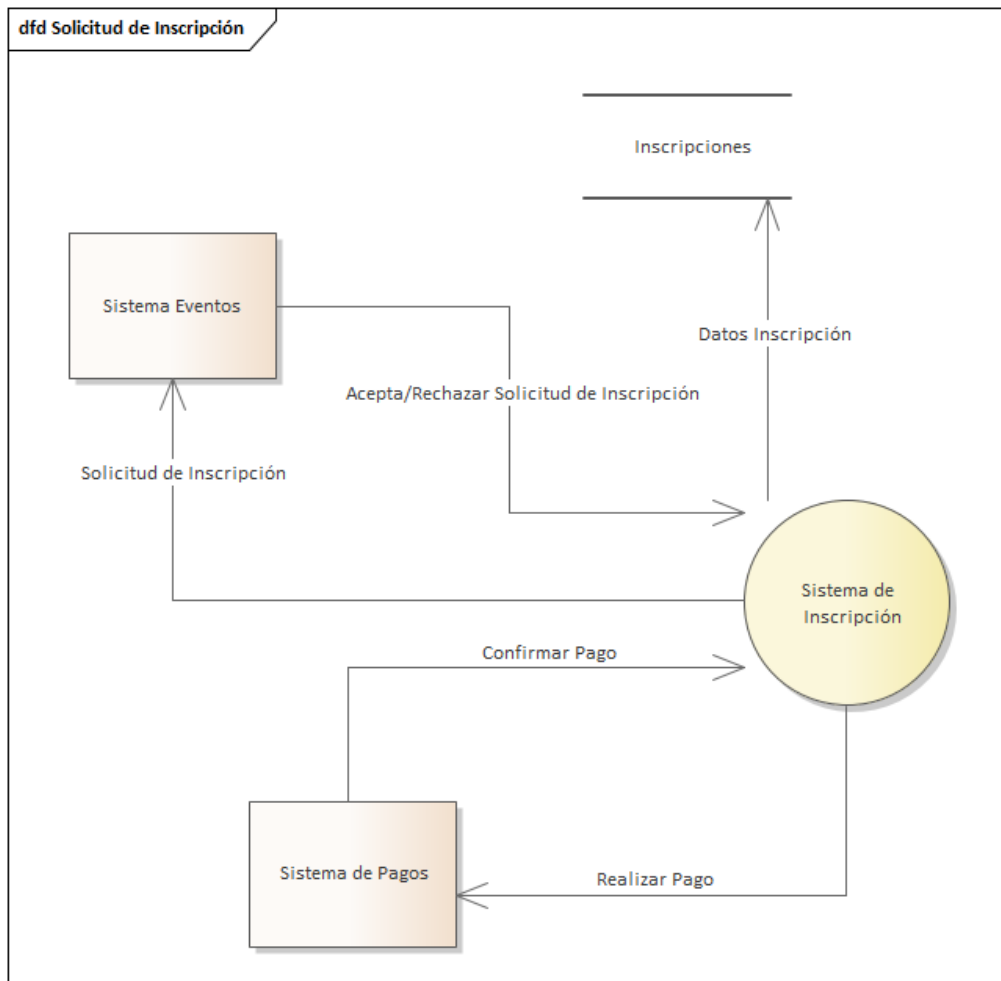 dfd Solicitud de Inscripción
Inscripciones
Sistema Eventos
Datos Inscripción
Acepta/Rechazar Solicitud de Inscripción
Solicitud de Inscripción
Sistema de
Inscripción
Confirmar Pago
Sistema de Pagos
Realizar Pago